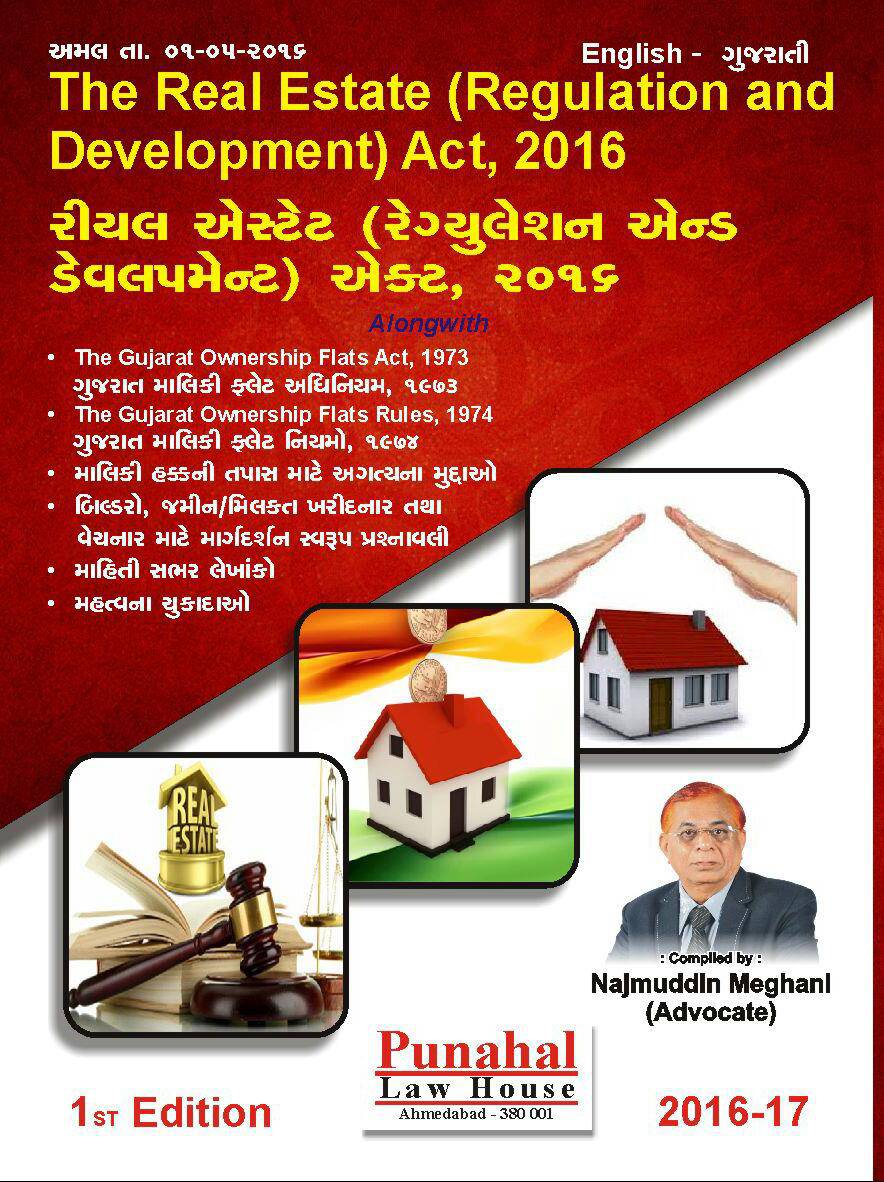 અમલ તા. ૦૧-૦૫-૨૦૧૬
English - ગુજરાતી
The Real Estate (Regulation and
Development) Act, 2016
રીયલ એસ્ટેટ (રેગ્યુલેશન એન્ડ
ડેવલપમેન્ટ) એક્ટ, ૨૦૧૬
Alongwith
• The Gujarat Ownership Flats Act, 1973
ગુજરાત માલિકી ફ્લેટ અધિનિયમ, ૧૯૭૩
• The Gujarat Ownership Flats Rules, 1974
ગુજરાત માલિકી ફ્લેટ નિયમો, ૧૯૭૪
• માલિકી હક્કની તપાસ માટે અગત્યના મુદ્દાઓ
• બિલ્ડરો, જમીન/મિલકત ખરીદનાર તથા
વેચનાર માટે માર્ગદર્શન સ્વરૂપ પ્રશ્નાવલી
• માહિતી સભર લેખાંકો
• મહત્વના ચુકાદાઓ
REAL
ESTATE
: Compiled by :
Najmuddin Meghani
(Advocate)
Punahal
Law House
Ahmedabad - 380 001
1ST Edition
2016-17